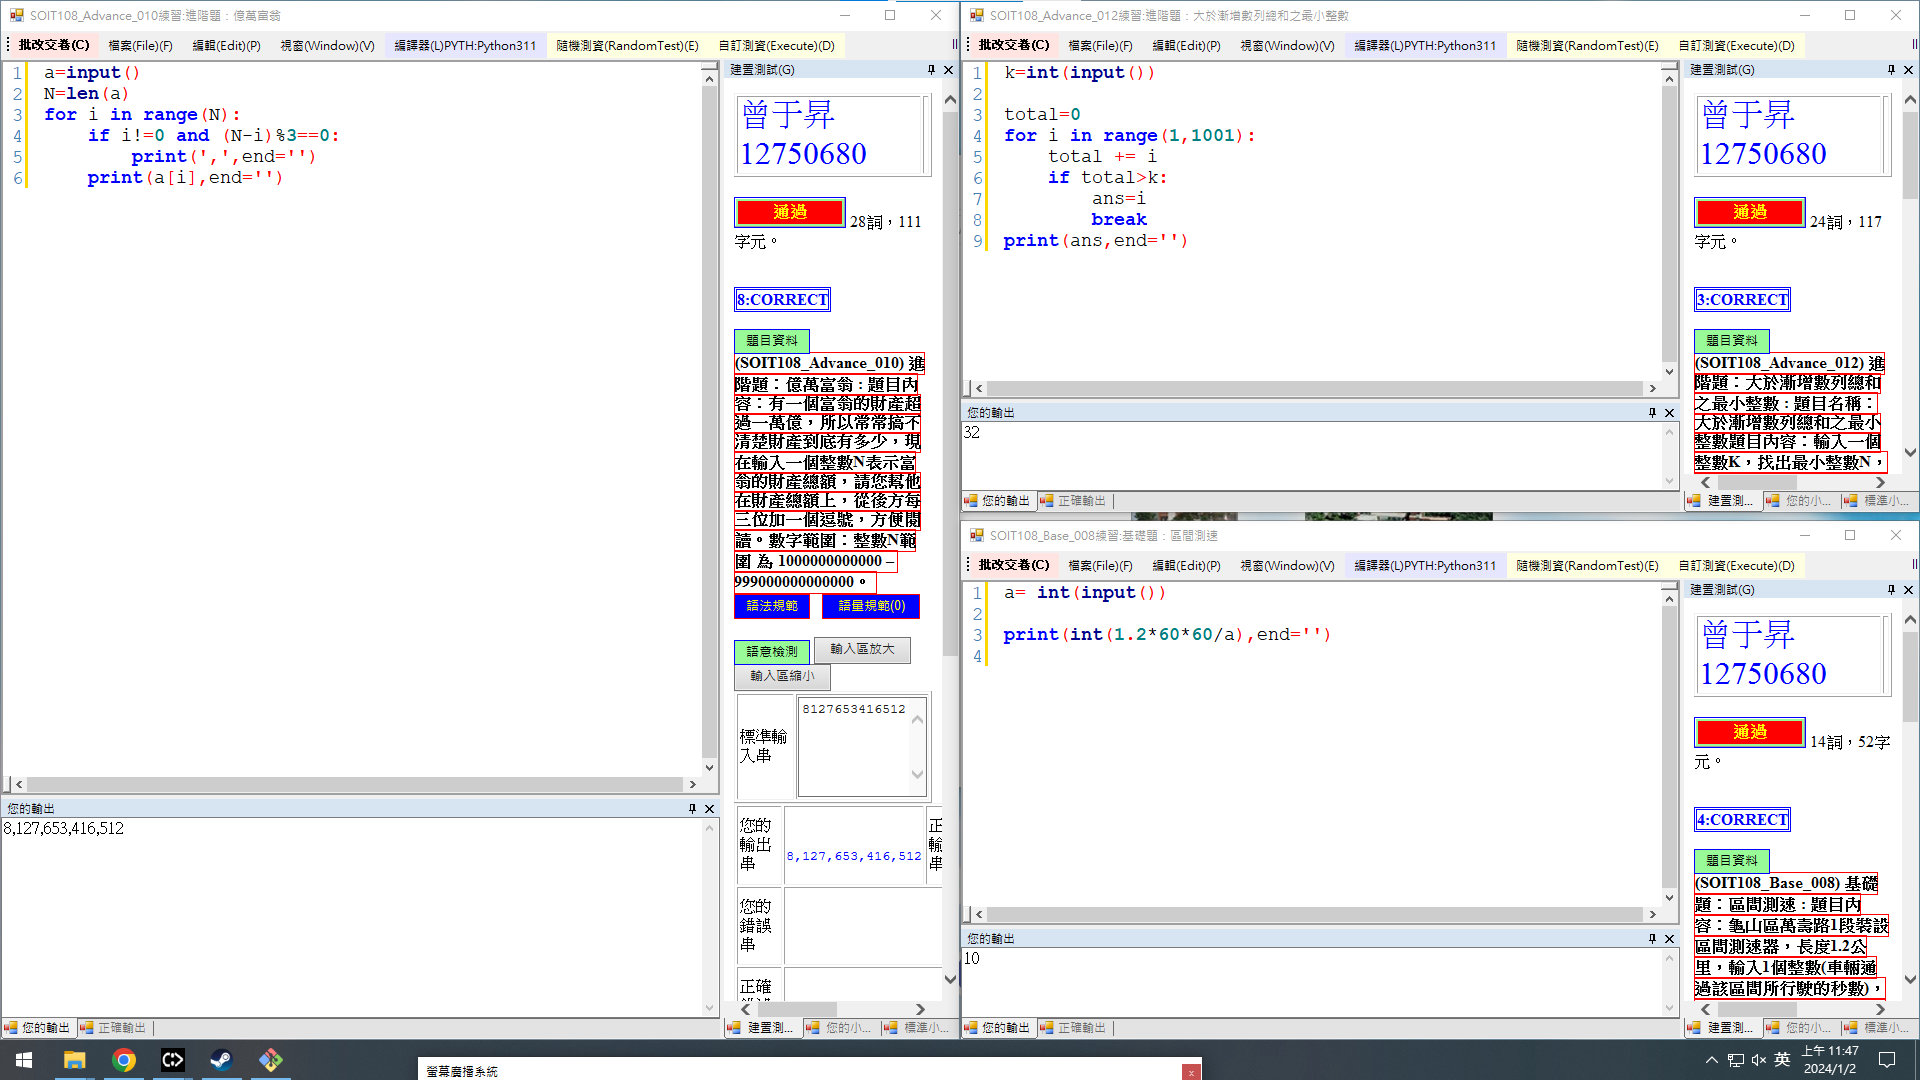 SOIT108_Advance_010練習:進階題：億萬富翁
批改交卷(C) 檔案(File)(F) 編輯(Edit)(P) 視窗(Window)(V) 編譯器(L)PYTH:Python311 隨機測資(RandomTest)(E) 自訂測資(Execute)(D)
1 a=input()
2 N=len(a)
3 for i in range(N):
4 if i!=0 and (N-i)%3==0:
5 print(',',end='')
6 print(a[i],end='')
您的輸出
8,127,653,416,512
您的輸出 正確輸出
建置測試(G)
曾于昇
12750680
通過 28詞，111
字元。
8:CORRECT
題目資料
(SOIT108_Advance_010) 進
階題：億萬富翁 : 題目內
容：有一個富翁的財產超
過一萬億，所以常常搞不
清楚財產到底有多少，現
在輸入一個整數N表示富
翁的財產總額，請您幫他
在財產總額上，從後方每
三位加一個逗號，方便閱
讀。數字範圍：整數N範
圍 為 1000000000000 –
999000000000000。
語法規範 語量規範(0)
語意檢測 輸入區放大
輸入區縮小
標準輸
入串
8127653416512
您的
輸出
串
8,127,653,416,512
正
輸
串
您的
錯誤
串
正確
建置測... 您的小... 標準小...
SOIT108_Advance_012練習:進階題：大於漸增數列總和之最小整數
批改交卷(C) 檔案(File)(F) 編輯(Edit)(P) 視窗(Window)(V) 編譯器(L)PYTH:Python311 隨機測資(RandomTest)(E) 自訂測資(Execute)(D)
1 k=int(input())
2
3 total=0
4 for i in range(1,1001):
5 total += i
6 if total>k:
7 ans=i
8 break
9 print(ans,end='')
您的輸出
32
您的輸出 正確輸出
建置測試(G)
曾于昇
12750680
通過 24詞，117
字元。
3:CORRECT
題目資料
(SOIT108_Advance_012) 進
階題：大於漸增數列總和
之最小整數 : 題目名稱：
大於漸增數列總和之最小
整數題目內容：輸入一個
整數K，找出最小整數N，
建置測... 您的小... 標準小...
SOIT108_Base_008練習:基礎題：區間測速
批改交卷(C) 檔案(File)(F) 編輯(Edit)(P) 視窗(Window)(V) 編譯器(L)PYTH:Python311 隨機測資(RandomTest)(E) 自訂測資(Execute)(D)
1 a= int(input())
2
3 print(int(1.2*60*60/a),end='')
4
您的輸出
10
您的輸出 正確輸出
建置測試(G)
曾于昇
12750680
通過 14詞，52字
元。
4:CORRECT
題目資料
(SOIT108_Base_008) 基礎
題：區間測速 : 題目內
容：龜山區萬壽路1段裝設
區間測速器，長度1.2公
里，輸入1個整數(車輛通
過該區間所行駛的秒數)，
建置測... 您的小... 標準小...
螢幕廣播系統
英
上午 11:47
2024/1/2